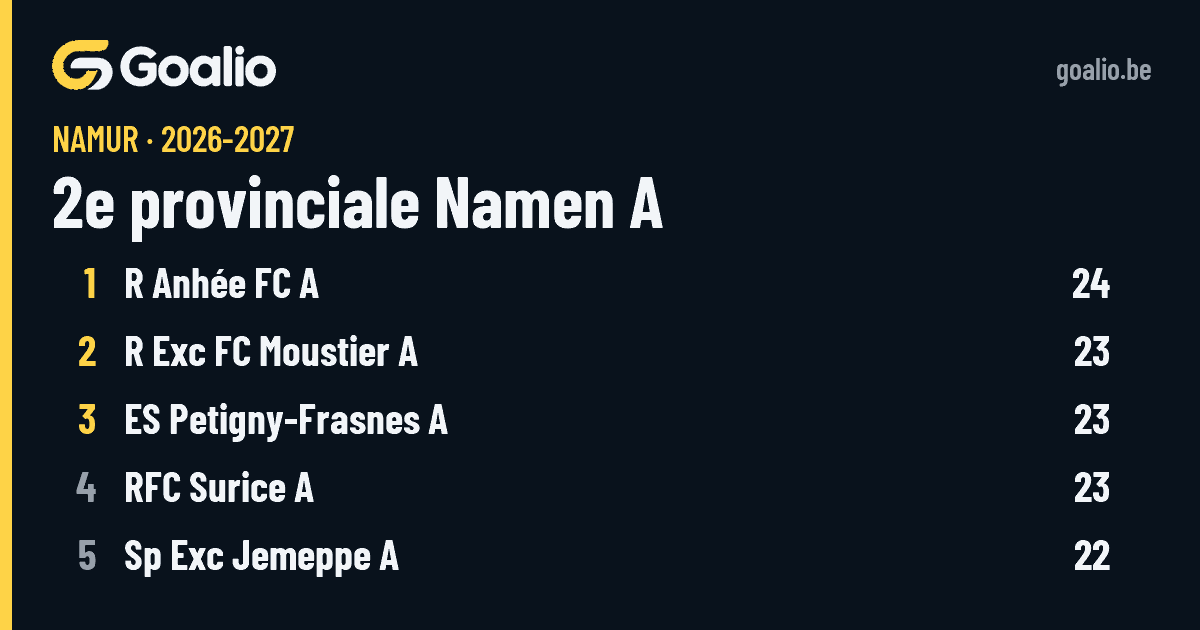 Goalio
goalio.be
NAMUR · 2026-2027
2e provinciale Namen A
1 R Anhée FC A 24
2 R Exc FC Moustier A 23
3 ES Petigny-Frasnes A 23
4 RFC Surice A 23
5 Sp Exc Jemeppe A 22